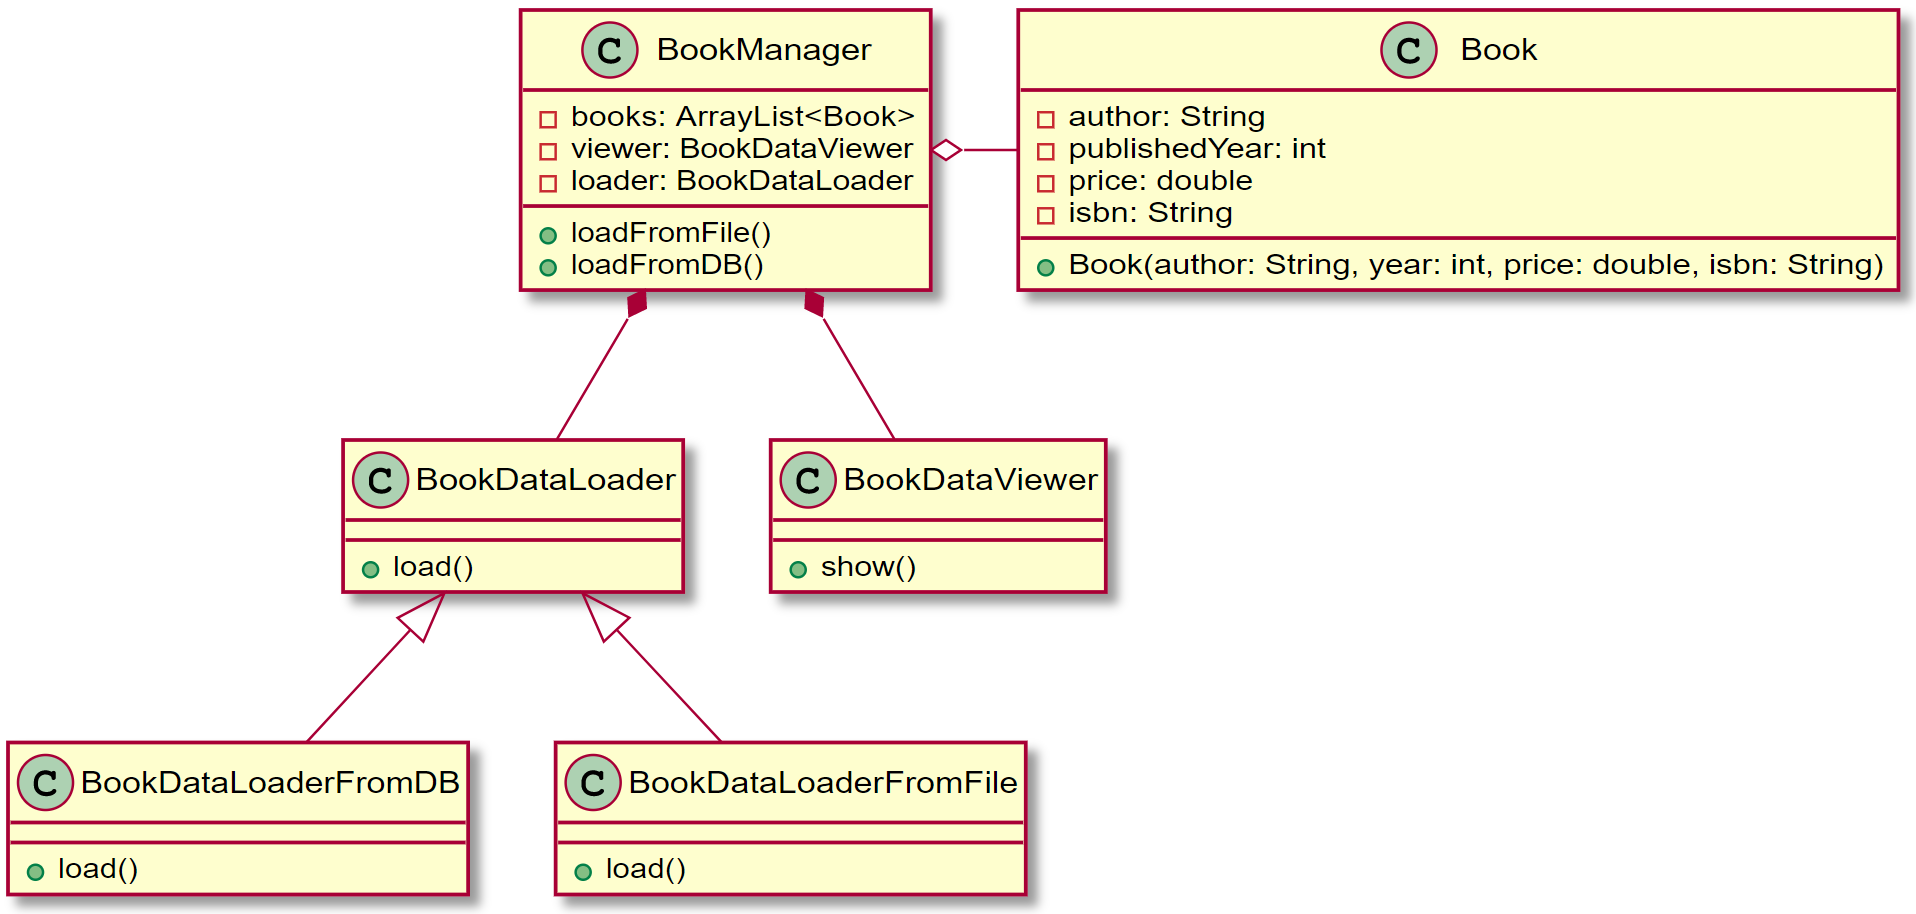 C BookManager
books: ArrayList<Book>
viewer: BookDataViewer
loader: BookDataLoader
loadFromFile()
loadFromDB()
C Book
author: String
publishedYear: int
price: double
isbn: String
Book(author: String, year: int, price: double, isbn: String)
C BookDataLoader
load()
C BookDataViewer
show()
C BookDataLoaderFromDB
load()
C BookDataLoaderFromFile
load()